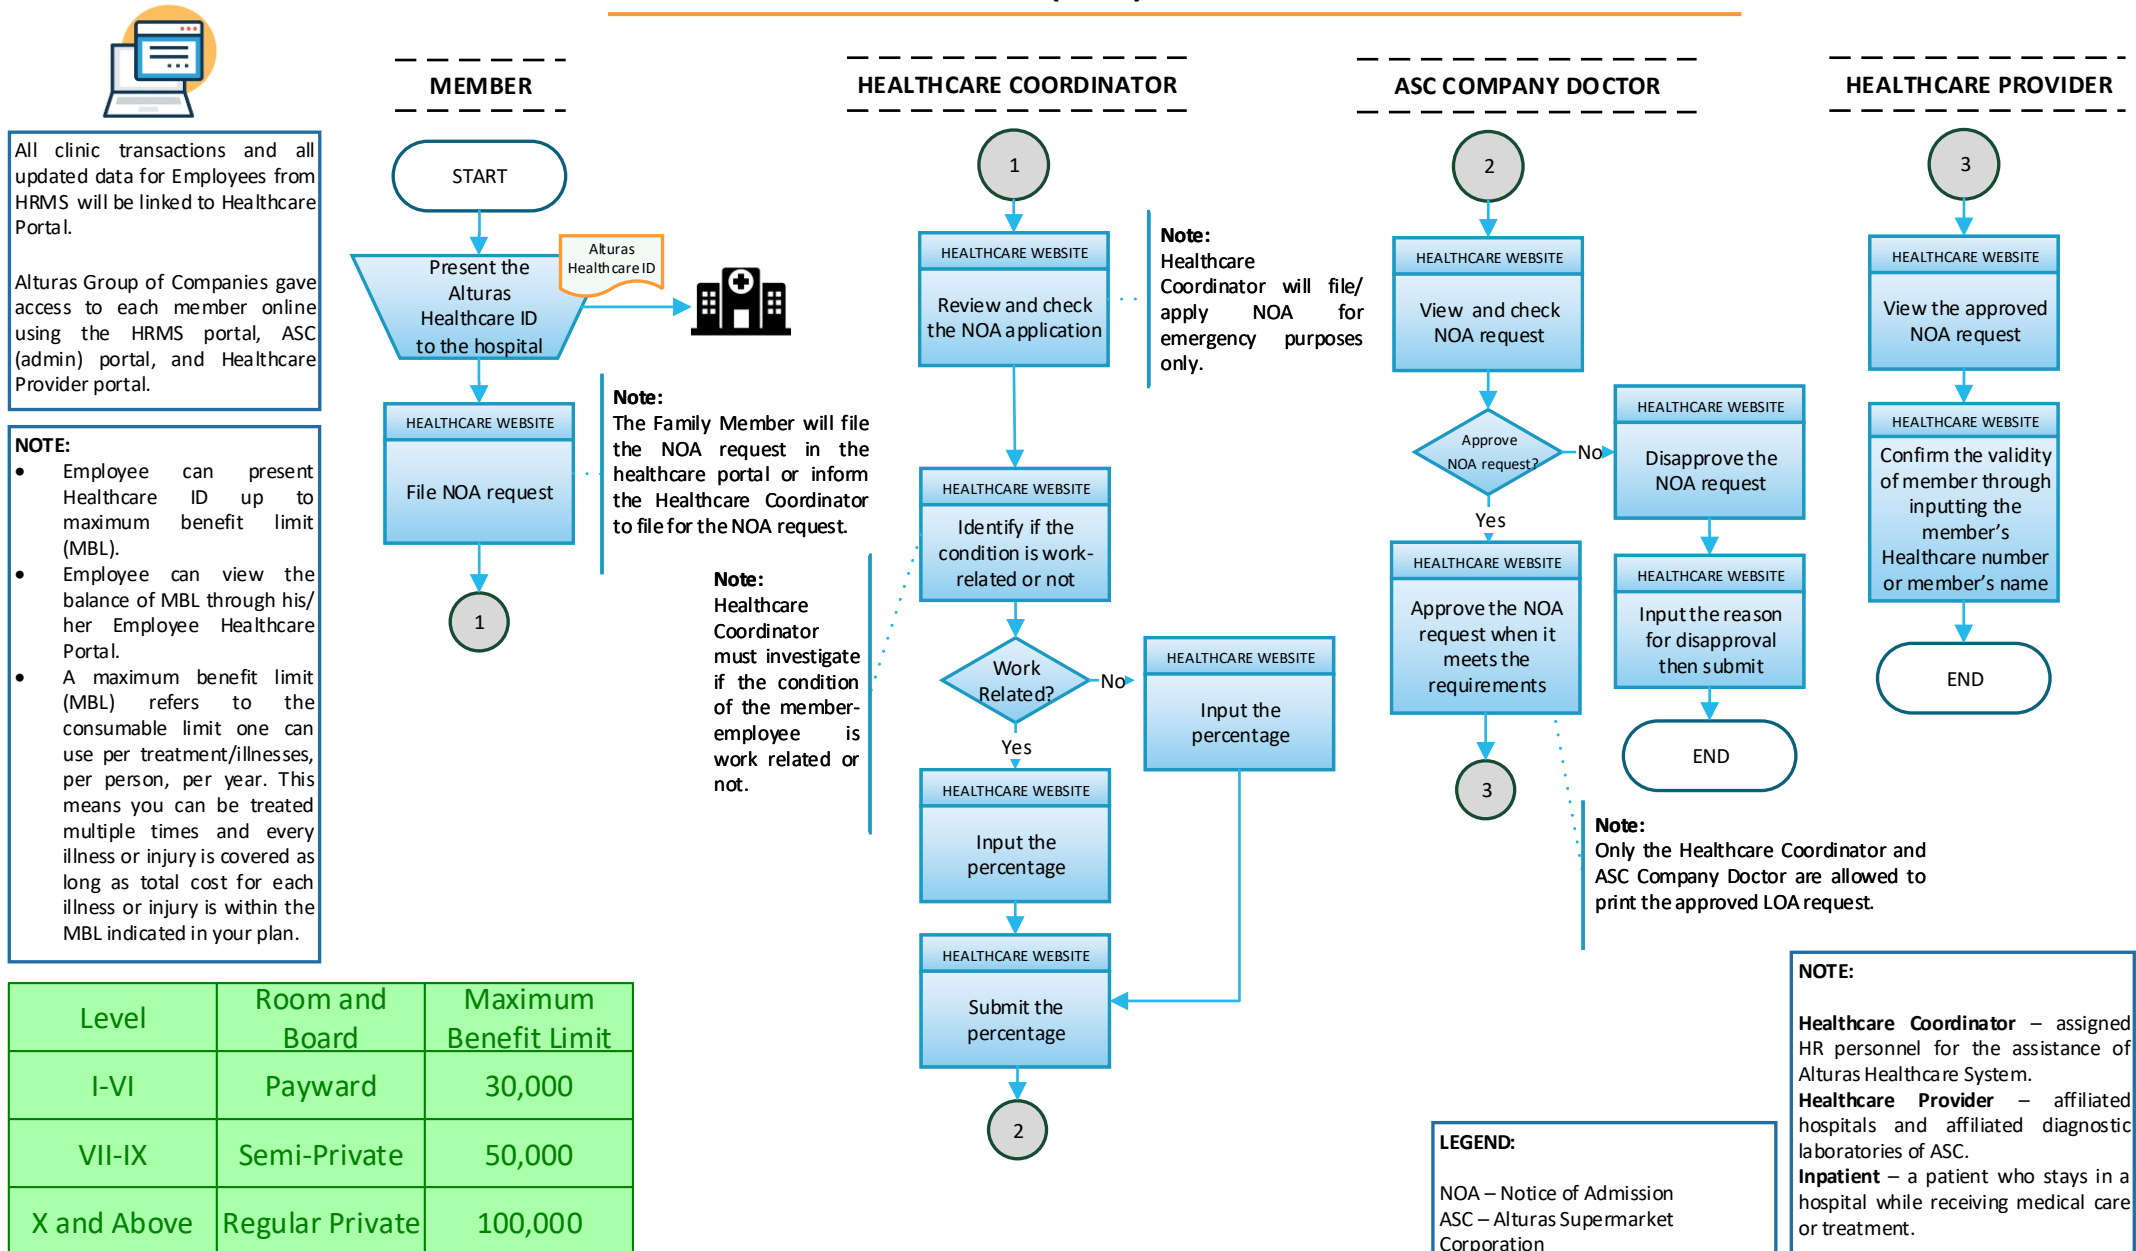 MEMBER
HEALTHCARE COORDINATOR
ASC COMPANY DOCTOR
HEALTHCARE PROVIDER
All clinic transactions and all
updated data for Employees from
HRMS will be linked to Healthcare
Portal.
Alturas Group of Companies gave
access to each member online
using the HRMS portal, ASC
(admin) portal, and Healthcare
Provider portal.
NOTE:
• Employee can present
Healthcare ID up to
maximum benefit limit
(MBL).
• Employee can view the
balance of MBL through his/
her Employee Healthcare
Portal.
• A maximum benefit limit
(MBL) refers to the
consumable limit one can
use per treatment/illnesses,
per person, per year. This
means you can be treated
multiple times and every
illness or injury is covered as
long as total cost for each
illness or injury is within the
MBL indicated in your plan.
Level
Room and
Board
Maximum
Benefit Limit
I-VI
Payward
30,000
VII-IX
Semi-Private
50,000
X and Above
Regular Private
100,000
START
Present the
Alturas
Healthcare ID
to the hospital
Alturas
Healthcare ID
HEALTHCARE WEBSITE
File NOA request
Note:
The Family Member will file
the NOA request in the
healthcare portal or inform
the Healthcare Coordinator
to file for the NOA request.
1
1
HEALTHCARE WEBSITE
Review and check
the NOA application
Note:
Healthcare
Coordinator will file/
apply NOA for
emergency purposes
only.
HEALTHCARE WEBSITE
Identify if the
condition is work-
related or not
Note:
Healthcare
Coordinator
must investigate
if the condition
of the member-
employee is
work related or
not.
Work
Related?
No
HEALTHCARE WEBSITE
Input the
percentage
Yes
HEALTHCARE WEBSITE
Input the
percentage
HEALTHCARE WEBSITE
Submit the
percentage
2
2
HEALTHCARE WEBSITE
View and check
NOA request
Approve
NOA request?
No
HEALTHCARE WEBSITE
Disapprove the
NOA request
HEALTHCARE WEBSITE
Input the reason
for disapproval
then submit
END
Yes
HEALTHCARE WEBSITE
Approve the NOA
request when it
meets the
requirements
3
Note:
Only the Healthcare Coordinator and
ASC Company Doctor are allowed to
print the approved LOA request.
3
HEALTHCARE WEBSITE
View the approved
NOA request
HEALTHCARE WEBSITE
Confirm the validity
of member through
inputting the
member's
Healthcare number
or member's name
END
LEGEND:
NOA – Notice of Admission
ASC – Alturas Supermarket
Corporation
NOTE:
Healthcare Coordinator – assigned
HR personnel for the assistance of
Alturas Healthcare System.
Healthcare Provider – affiliated
hospitals and affiliated diagnostic
laboratories of ASC.
Inpatient – a patient who stays in a
hospital while receiving medical care
or treatment.